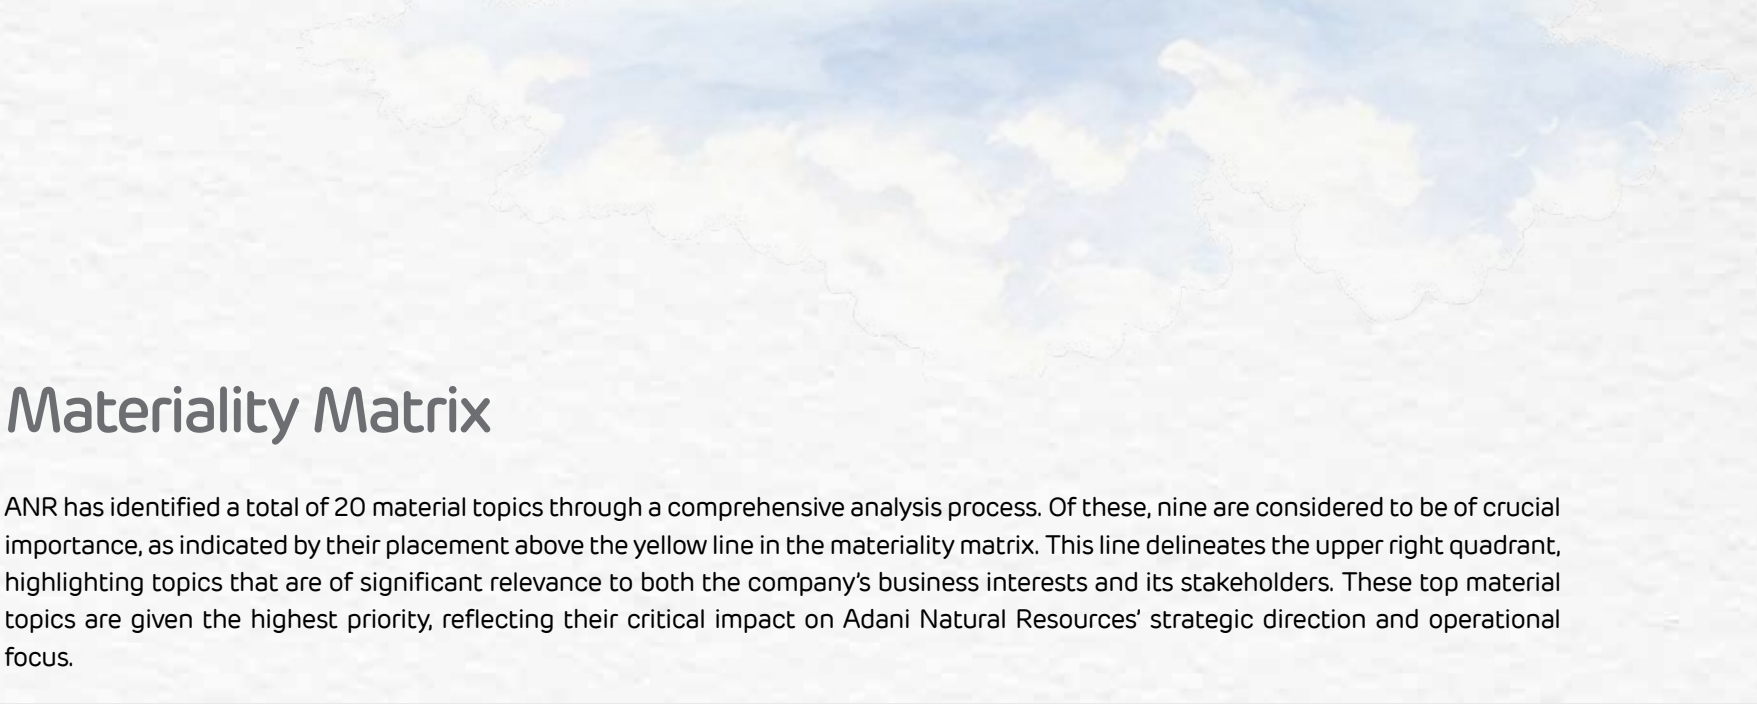 Materiality Matrix
ANR has identified a total of 20 material topics through a comprehensive analysis process. Of these, nine are considered to be of crucial
importance, as indicated by their placement above the yellow line in the materiality matrix. This line delineates the upper right quadrant,
highlighting topics that are of significant relevance to both the company’s business interests and its stakeholders. These top material
topics are given the highest priority, reflecting their critical impact on Adani Natural Resources’ strategic direction and operational
focus.